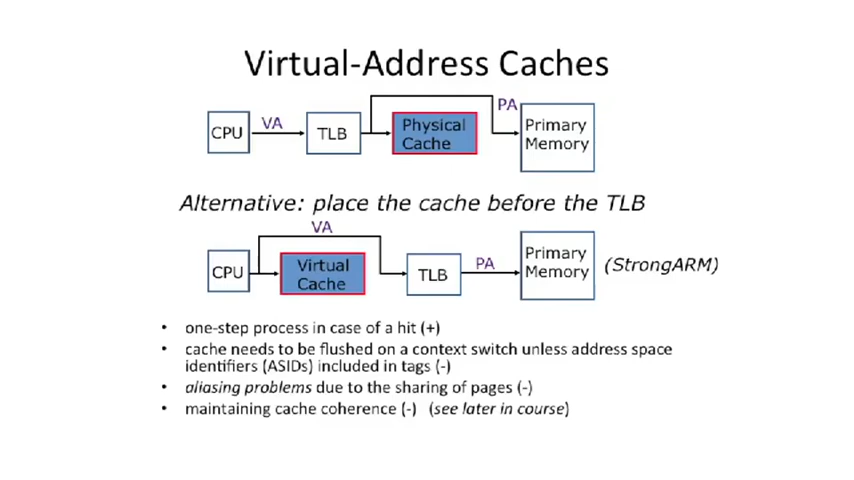 Virtual-Address Caches
CPU
VA
TLB
Physical
Cache
PA
Primary
Memory
Alternative: place the cache before the TLB
VA
CPU
Virtual
Cache
TLB
PA
Primary
Memory
(StrongARM)
• one-step process in case of a hit (+)
• cache needs to be flushed on a context switch unless address space
identifiers (ASIDs) included in tags (-)
• aliasing problems due to the sharing of pages (-)
• maintaining cache coherence (-) (see later in course)